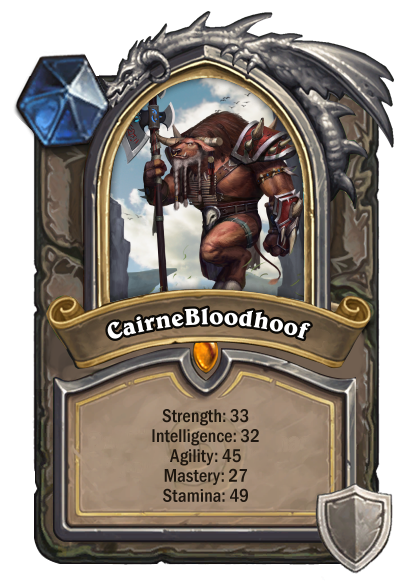 CairneBloodhoof
Strength: 33
Intelligence: 32
Agility: 45
Mastery: 27
Stamina: 49